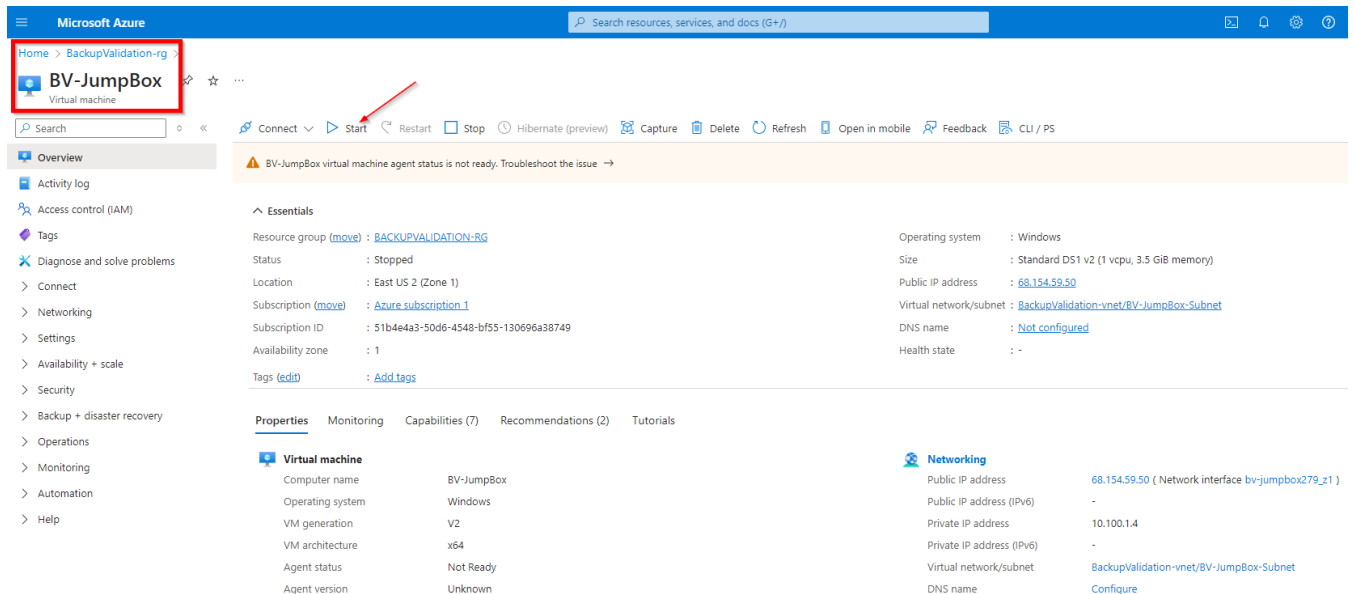 Microsoft Azure
Search resources, services, and docs (G+/)
Home > BackupValidation-rg >
BV-JumpBox
Virtual machine
Search
Connect Start Restart Stop Hibernate (preview) Capture Delete Refresh Open in mobile Feedback CLI / PS
Overview
BV-JumpBox virtual machine agent status is not ready. Troubleshoot the issue →
Activity log
Access control (IAM)
Tags
Diagnose and solve problems
Connect
Networking
Settings
Availability + scale
Security
Backup + disaster recovery
Operations
Monitoring
Automation
Help
Essentials
Resource group (move) : BACKUPVALIDATION-RG
Status : Stopped
Location : East US 2 (Zone 1)
Subscription (move) : Azure subscription 1
Subscription ID : 51b4e4a3-50d6-4548-bf55-130696a38749
Availability zone : 1
Tags (edit) : Add tags
Operating system : Windows
Size : Standard DS1 v2 (1 vcpu, 3.5 GiB memory)
Public IP address : 68.154.59.50
Virtual network/subnet : BackupValidation-vnet/BV-JumpBox-Subnet
DNS name : Not configured
Health state : -
Properties Monitoring Capabilities (7) Recommendations (2) Tutorials
Virtual machine
Computer name BV-JumpBox
Operating system Windows
VM generation V2
VM architecture x64
Agent status Not Ready
Agent version Unknown
Networking
Public IP address 68.154.59.50 ( Network interface bv-jumpbox279_z1 )
Public IP address (IPv6) -
Private IP address 10.100.1.4
Private IP address (IPv6) -
Virtual network/subnet BackupValidation-vnet/BV-JumpBox-Subnet
DNS name Configure